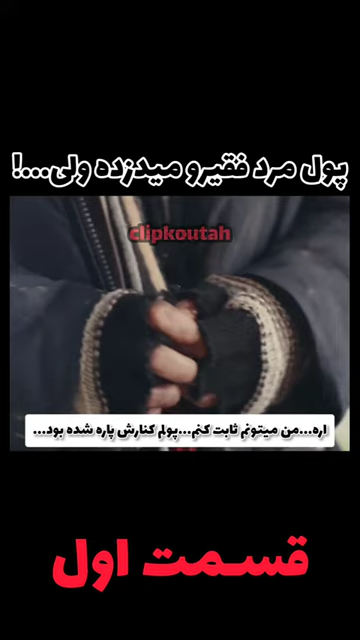 پول مرد فقیرو میدزده ولی....!
clipkoutah
اره...من میتونم ثابت کنم...پولم کنارش پاره شده بود...
قسمت اول